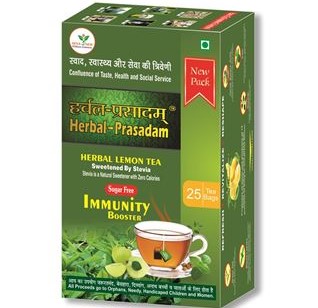 स्वाद, स्वास्थ्य और सेवा की त्रिवेणी
Confluence of Taste, Health and Social Service
New
Pack
हर्बल-प्रसादम्®
Herbal-Prasadam
HERBAL LEMON TEA
Sweetened By Stevia
Stevia is a Natural Sweetener with Zero Calories
Sugar Free
25 Tea
Bags
IMMUNITY
BOOSTER
All Proceeds go to Orphans, Needy, Handicapped Children and Women.